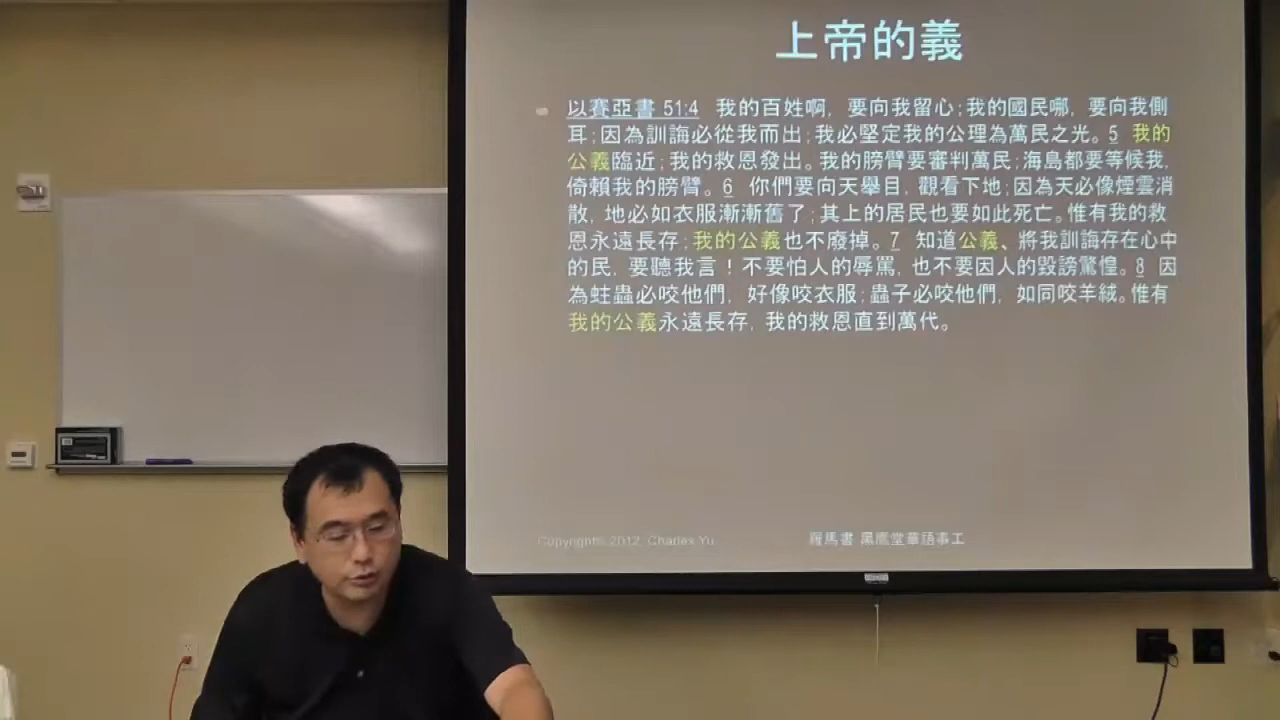 上帝的義
以賽亞書 51:4 我的百姓啊，要向我留心；我的國民哪，要向我側
耳；因為訓誨必從我而出；我必堅定我的公理為萬民之光。5 我的
公義臨近；我的救恩發出。我的膀臂要審判萬民；海島都要等候我，
倚賴我的膀臂。6 你們要向天舉目，觀看下地；因為天必像煙雲消
散，地必如衣服漸漸舊了；其上的居民也要如此死亡。惟有我的救
恩永遠長存；我的公義也不廢掉。7 知道公義、將我訓誨存在心中
的民，要聽我言！不要怕人的辱罵，也不要因人的毀謗驚惶。8 因
為蛀蟲必咬他們，好像咬衣服；蟲子必咬他們，如同咬羊絨。惟有
我的公義永遠長存，我的救恩直到萬代。
Copyright© 2012, Charles Yu
羅馬書 鳳凰堂華語事工